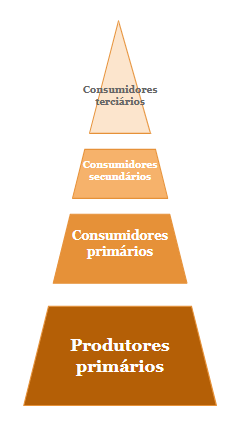 Consumidores
terciários
Consumidores
secundários
Consumidores
primários
Produtores
primários